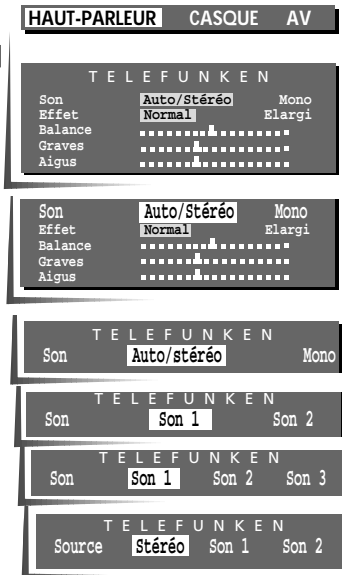 HAUT-PARLEUR CASQUE AV
TELEFUNKEN
Son Auto/Stéréo Mono
Effet Normal Elargi
Balance
Graves
Aigus
Son Auto/Stéréo Mono
Effet Normal Elargi
Balance
Graves
Aigus
TELEFUNKEN
Son Auto/stéréo Mono
TELEFUNKEN
Son Son 1 Son 2
TELEFUNKEN
Son Son 1 Son 2 Son 3
TELEFUNKEN
Source Stéréo Son 1 Son 2